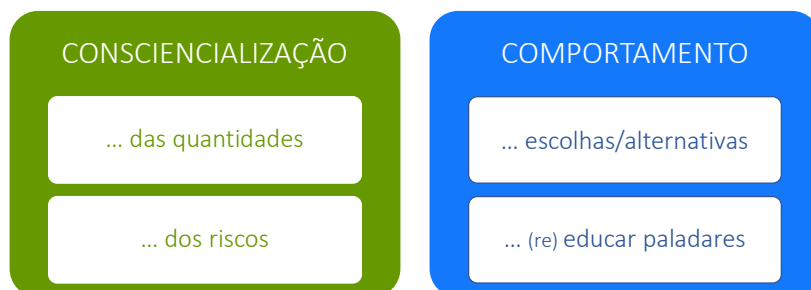 CONSCIENCIALIZAÇÃO
... das quantidades
... dos riscos
COMPORTAMENTO
... escolhas/alternativas
... (re) educar paladares